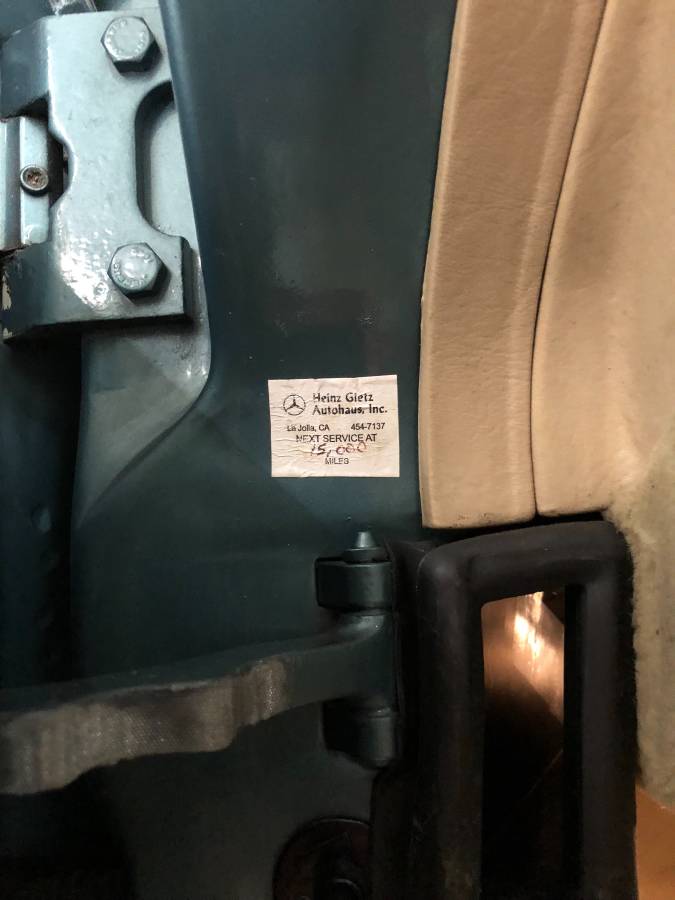 Heinz Gietz
Autohaus, Inc.
La Jolla, CA 454-7137
NEXT SERVICE AT
15,000
MILES